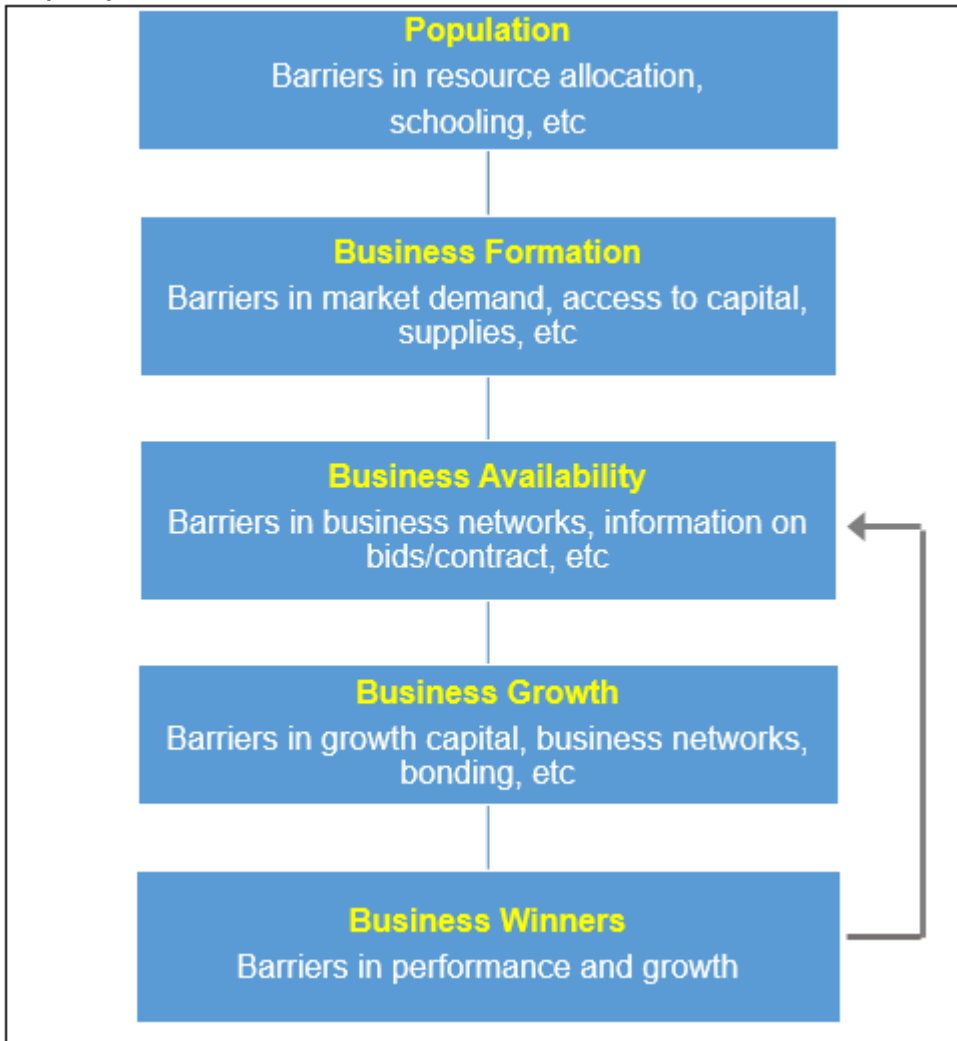 Population
Barriers in resource allocation,
schooling, etc
Business Formation
Barriers in market demand, access to capital,
supplies, etc
Business Availability
Barriers in business networks, information on
bids/contract, etc
Business Growth
Barriers in growth capital, business networks,
bonding, etc
Business Winners
Barriers in performance and growth